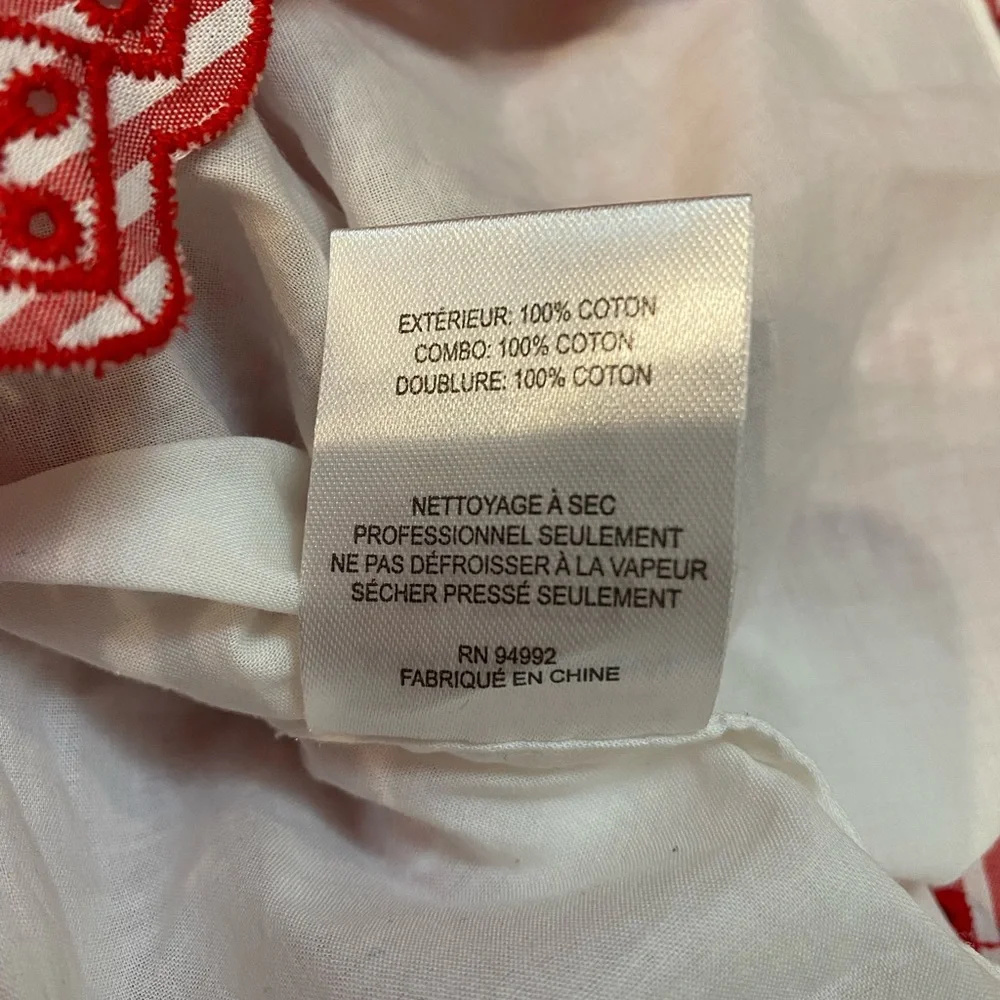 EXTÉRIEUR: 100% COTON
COMBO: 100% COTON
DOUBLURE: 100% COTON
NETTOYAGE À SEC
PROFESSIONNEL SEULEMENT
NE PAS DÉFROISSER À LA VAPEUR
SÉCHER PRESSÉ SEULEMENT
RN 94992
FABRIQUÉ EN CHINE